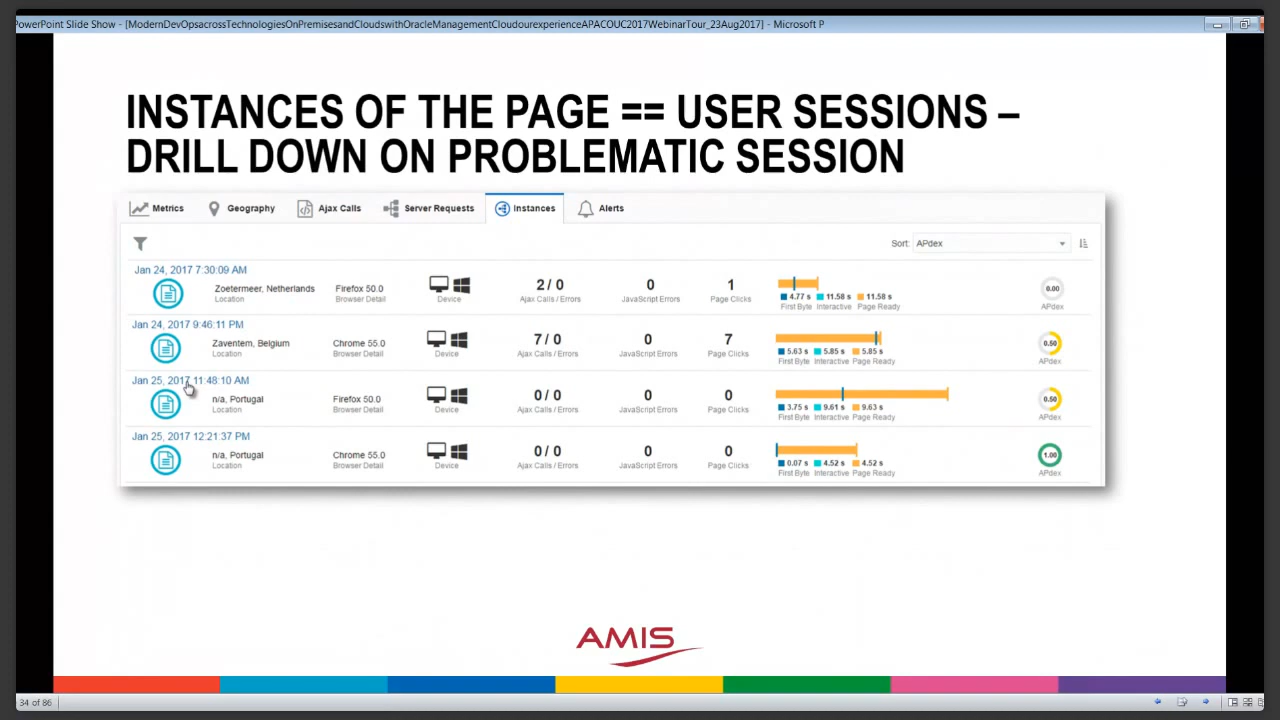 PowerPoint Slide Show - [ModernDevOpsacrossTechnologiesOnPremisesandCloudswithOracleManagementCloudourexperienceAPACOUC2017WebinarTour_23Aug2017] - Microsoft P
INSTANCES OF THE PAGE == USER SESSIONS –
DRILL DOWN ON PROBLEMATIC SESSION
Metrics Geography Ajax Calls Server Requests Instances Alerts
Sort: APdex
Jan 24, 2017 7:30:09 AM
Zoetermeer, Netherlands Firefox 50.0 2 / 0 0 1 4.77 s 11.58 s 11.58 s 0.00
Location Browser Detail Device Ajax Calls / Errors JavaScript Errors Page Clicks First Byte Interactive Page Ready APdex
Jan 24, 2017 9:46:11 PM
Zaventem, Belgium Chrome 55.0 7 / 0 0 7 5.63 s 5.85 s 5.85 s 0.50
Location Browser Detail Device Ajax Calls / Errors JavaScript Errors Page Clicks First Byte Interactive Page Ready APdex
Jan 25, 2017 11:48:10 AM
n/a, Portugal Firefox 50.0 0 / 0 0 0 3.75 s 9.61 s 9.63 s 0.50
Location Browser Detail Device Ajax Calls / Errors JavaScript Errors Page Clicks First Byte Interactive Page Ready APdex
Jan 25, 2017 12:21:37 PM
n/a, Portugal Chrome 55.0 0 / 0 0 0 0.07 s 4.52 s 4.52 s 1.00
Location Browser Detail Device Ajax Calls / Errors JavaScript Errors Page Clicks First Byte Interactive Page Ready APdex
AMIS
34 of 86